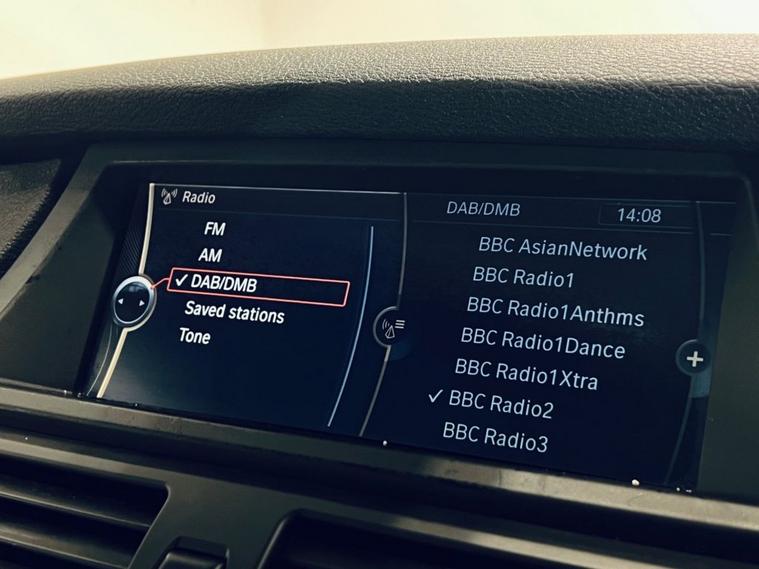 Radio
FM
AM
✓ DAB/DMB
Saved stations
Tone
DAB/DMB
14:08
BBC AsianNetwork
BBC Radio1
BBC Radio1Anthms
BBC Radio1Dance
BBC Radio1Xtra
✓ BBC Radio2
BBC Radio3